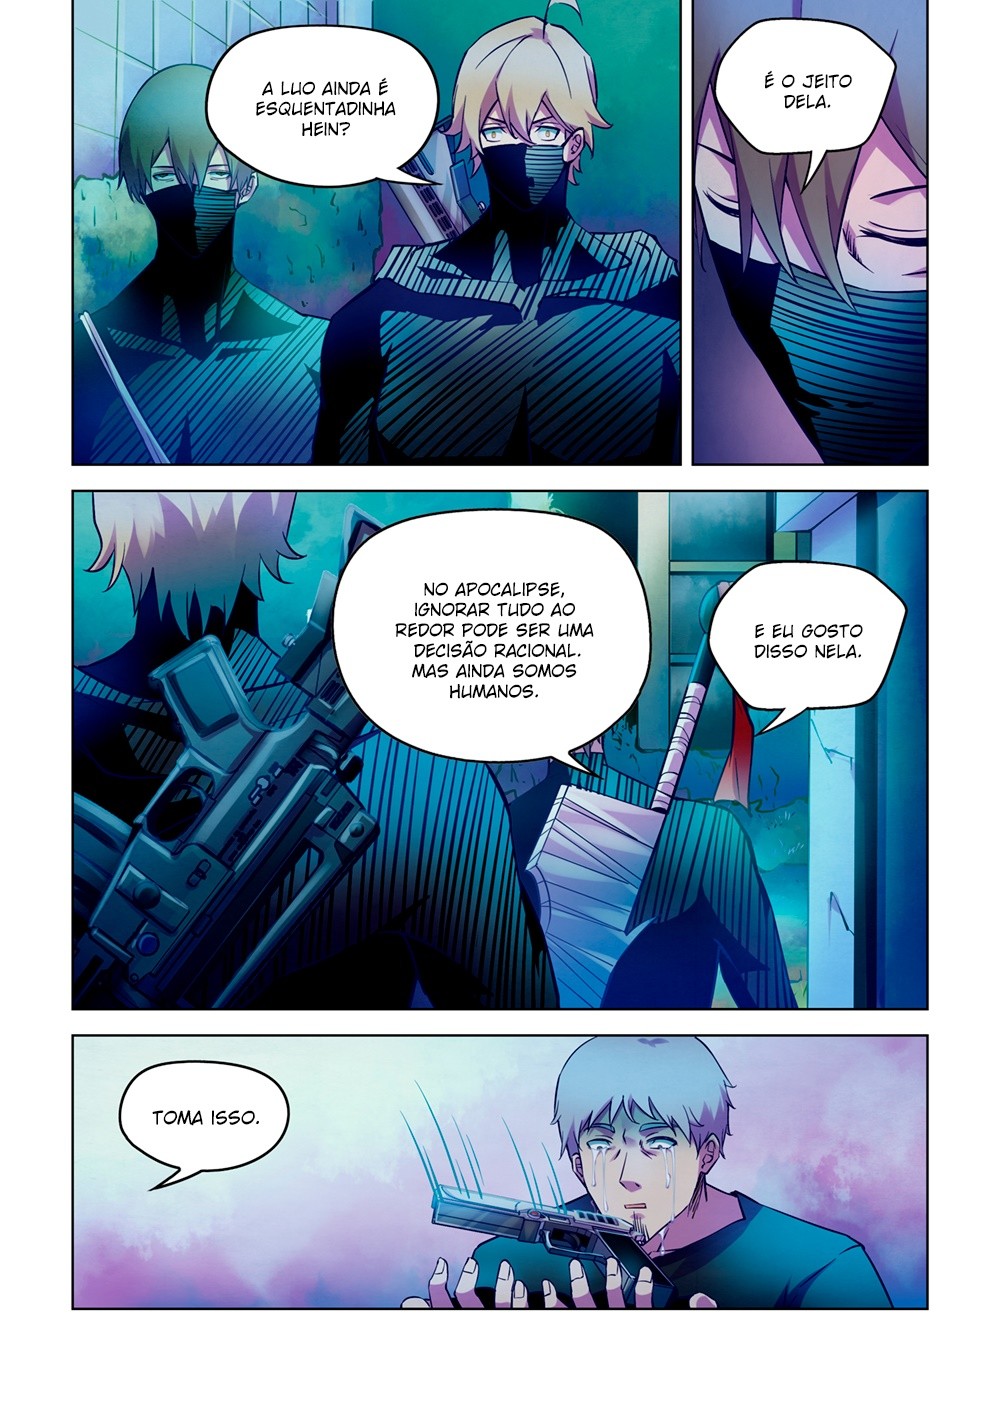 A LUO AINDA É
ESQUENTADINHA
HEIN?
É O JEITO
DELA.
NO APOCALIPSE,
IGNORAR TUDO AO
REDOR PODE SER UMA
DECISÃO RACIONAL.
MAS AINDA SOMOS
HUMANOS.
E EU GOSTO
DISSO NELA.
TOMA ISSO.